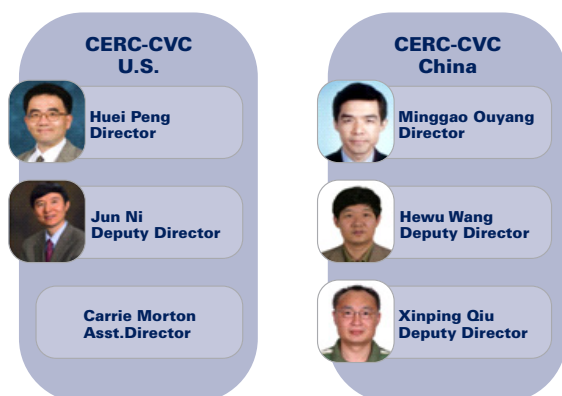 CERC-CVC
U.S.
Huei Peng
Director
Jun Ni
Deputy Director
Carrie Morton
Asst.Director
CERC-CVC
China
Minggao Ouyang
Director
Hewu Wang
Deputy Director
Xinping Qiu
Deputy Director